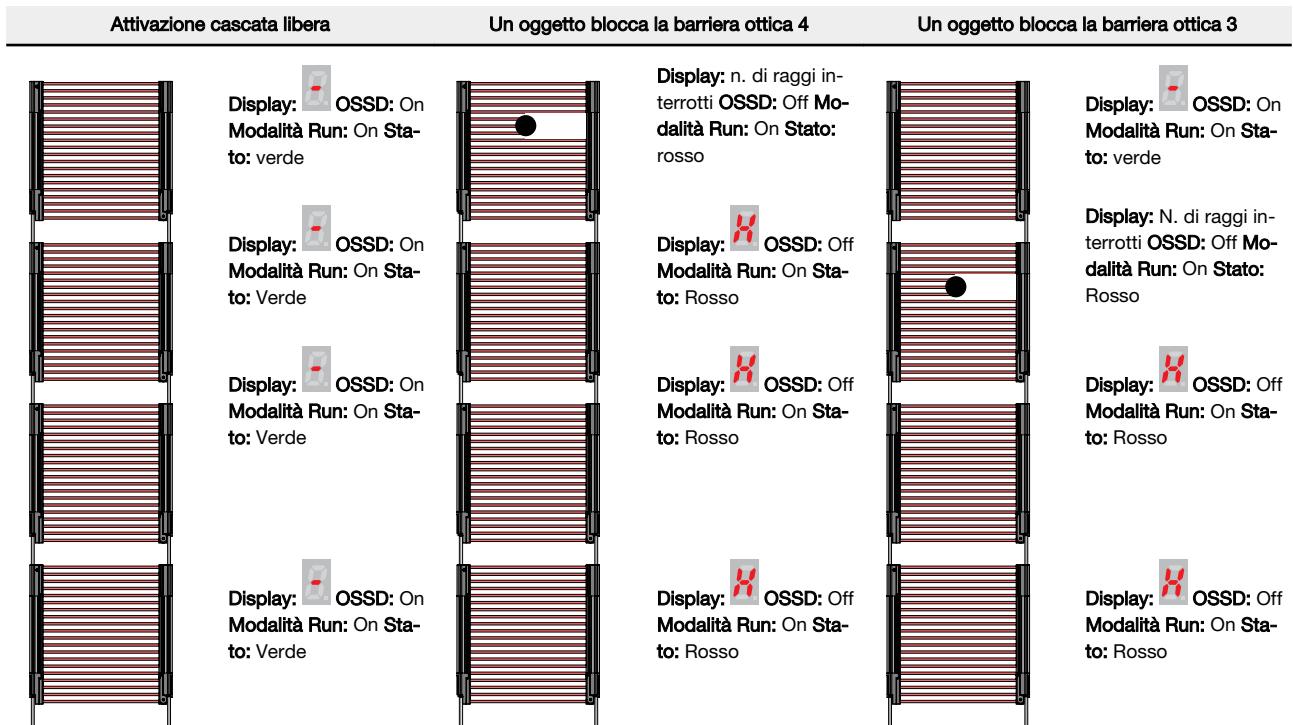 Attivazione cascata libera
Un oggetto blocca la barriera ottica 4
Un oggetto blocca la barriera ottica 3
Display: - OSSD: On
Modalità Run: On Sta-
to: verde
Display: - OSSD: On
Modalità Run: On Sta-
to: Verde
Display: - OSSD: On
Modalità Run: On Sta-
to: Verde
Display: - OSSD: On
Modalità Run: On Sta-
to: Verde
Display: n. di raggi in-
terrotti OSSD: Off Mo-
dalità Run: On Stato:
rosso
Display: H OSSD: Off
Modalità Run: On Sta-
to: Rosso
Display: H OSSD: Off
Modalità Run: On Sta-
to: Rosso
Display: H OSSD: Off
Modalità Run: On Sta-
to: Rosso
Display: - OSSD: On
Modalità Run: On Sta-
to: verde
Display: N. di raggi in-
terrotti OSSD: Off Mo-
dalità Run: On Stato:
Rosso
Display: H OSSD: Off
Modalità Run: On Sta-
to: Rosso
Display: H OSSD: Off
Modalità Run: On Sta-
to: Rosso